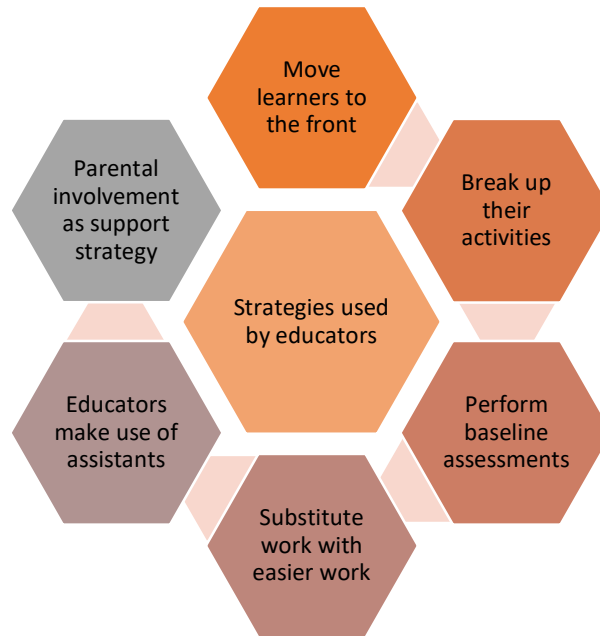 Move
learners to
the front
Break up
their
activities
Perform
baseline
assessments
Substitute
work with
easier work
Educators
make use of
assistants
Parental
involvement
as support
strategy
Strategies used
by educators